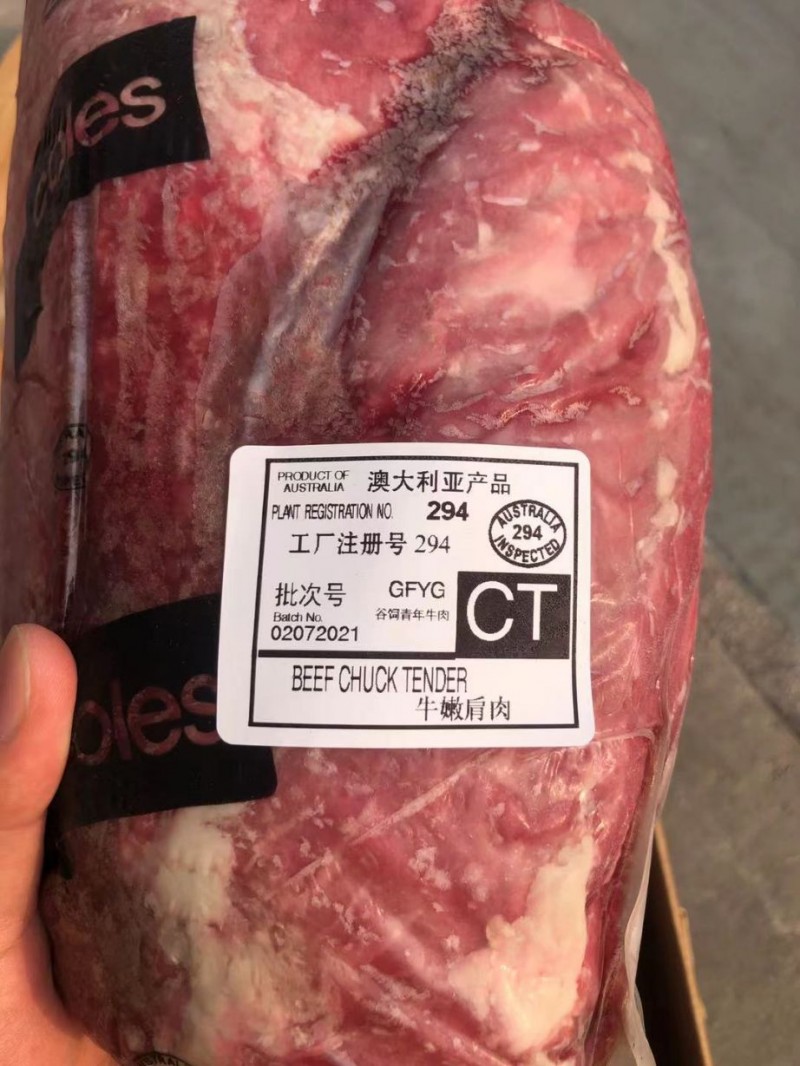 coles
PRODUCT OF
AUSTRALIA
澳大利亚产品
PLANT REGISTRATION NO. 294
工厂注册号 294
AUSTRALIA
294
INSPECTED
批次号
Batch No.
02072021
GFYG
谷饲青年牛肉
CT
BEEF CHUCK TENDER
牛嫩肩肉
coles